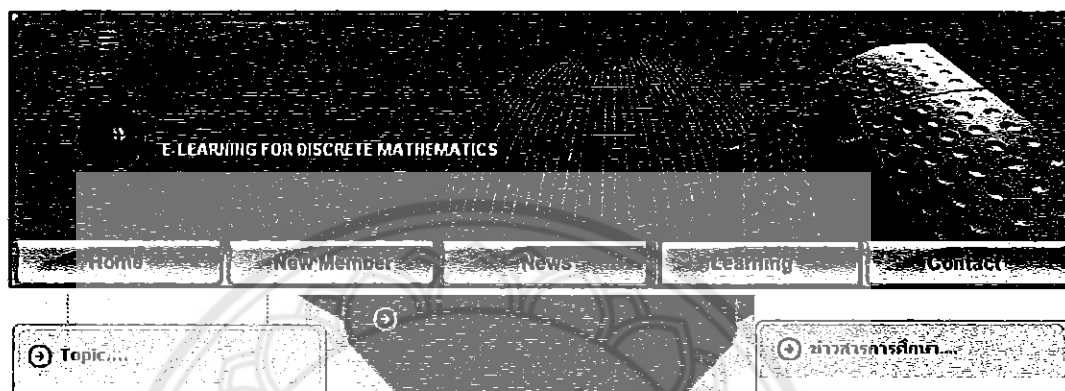 E-LEARNING FOR DISCRETE MATHEMATICS
Home New Member News Learning Contact
Topic....
ข่าวสารการศึกษา....